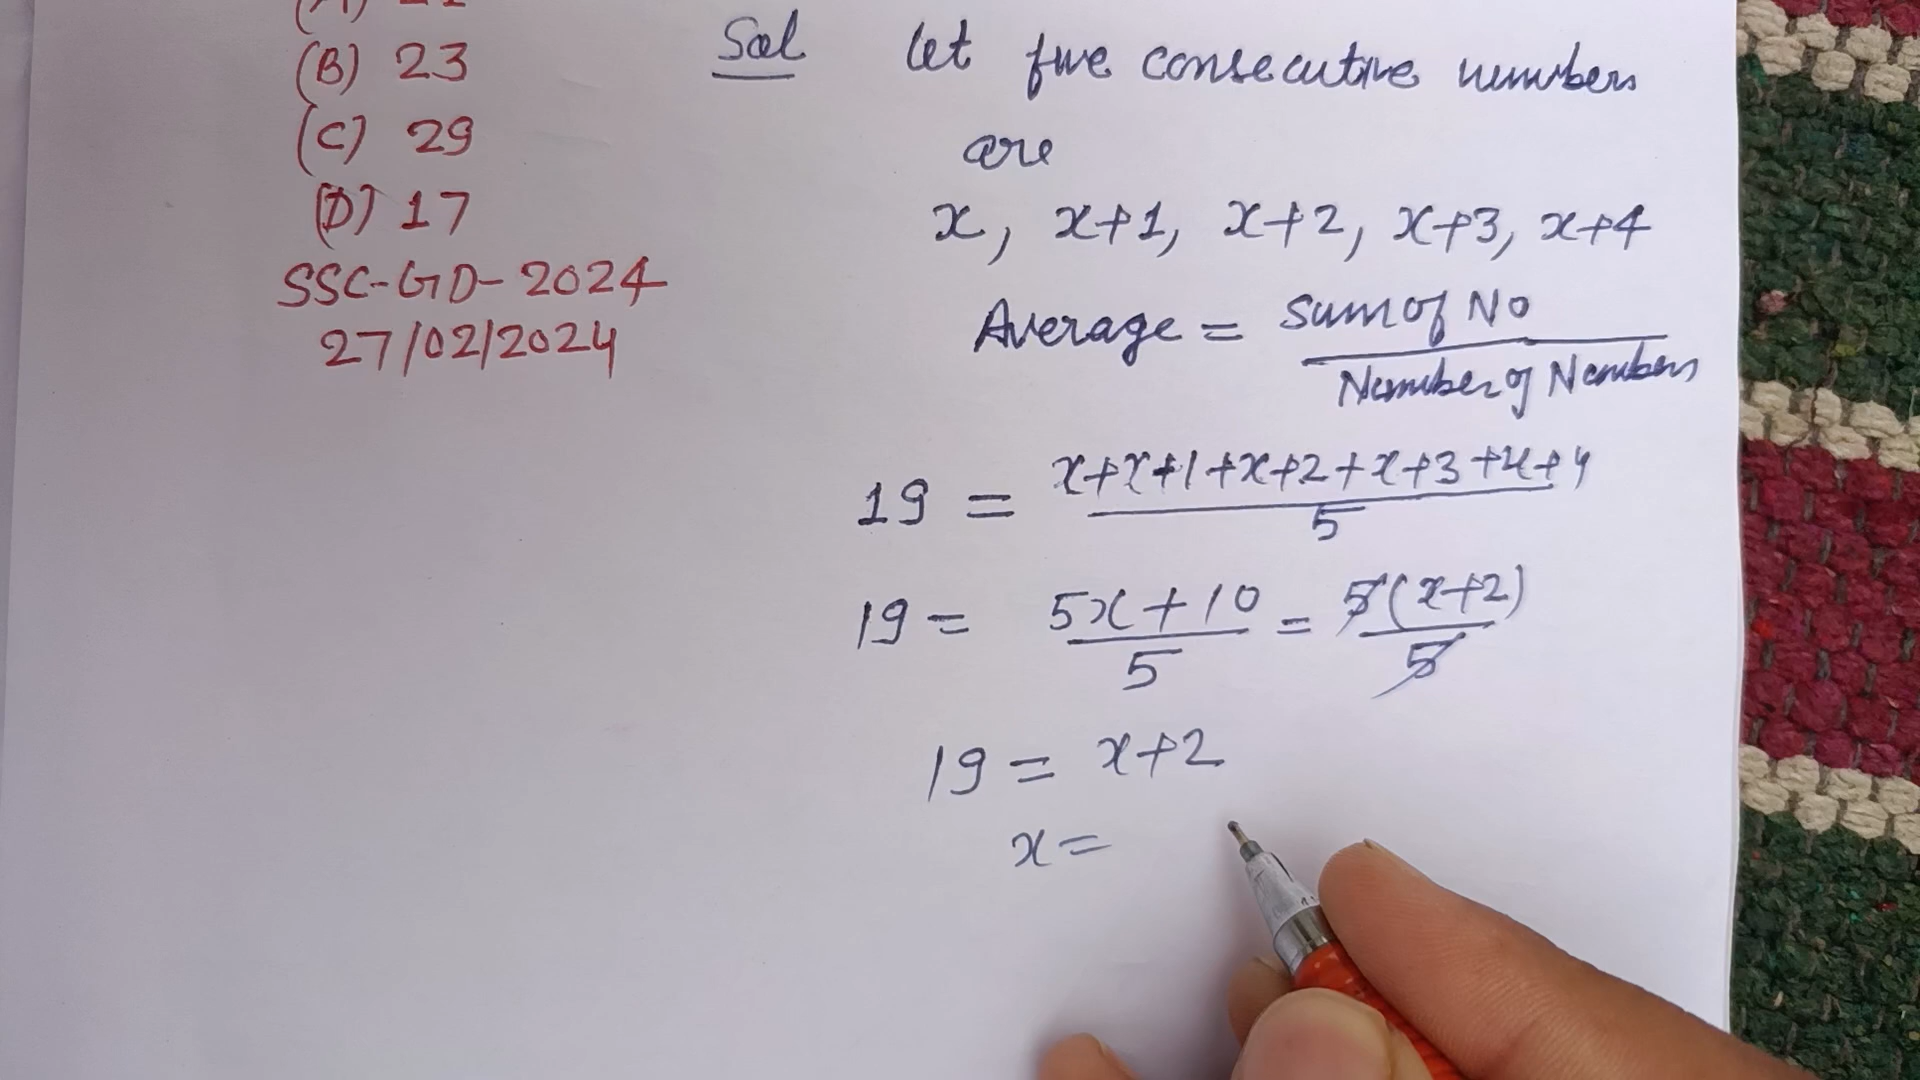 (B) 23
(C) 29
(D) 17
SSC-GD-2024
27/02/2024
Sol let five consecutive numbers
are
x, x+1, x+2, x+3, x+4
Average = Sum of No / Number of Numbers
19 = x+x+1+x+2+x+3+x+4 / 5
19 = 5x+10 / 5 = 5(x+2) / 5
19 = x+2
x =